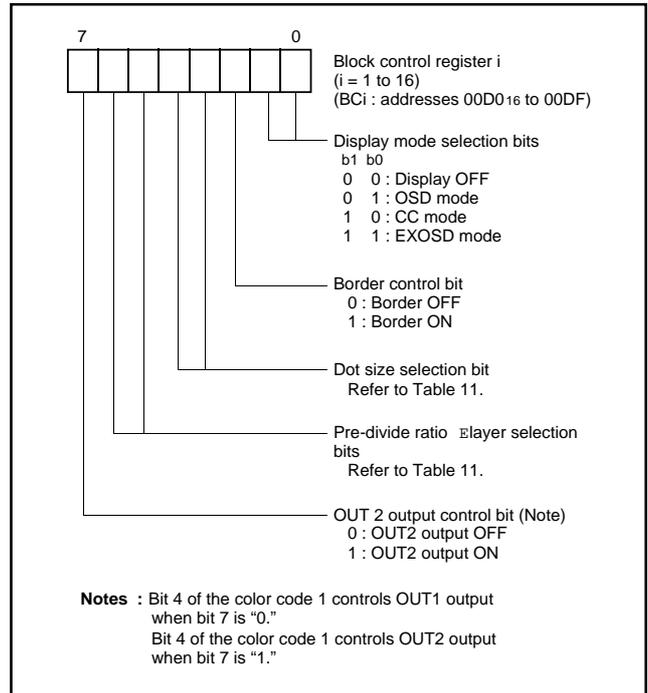 7 0
Block control register i
(i = 1 to 16)
(BCi : addresses 00D016 to 00DF)
Display mode selection bits
b1 b0
0 0 : Display OFF
0 1 : OSD mode
1 0 : CC mode
1 1 : EXOSD mode
Border control bit
0 : Border OFF
1 : Border ON
Dot size selection bit
Refer to Table 11.
Pre-divide ratio Elayer selection
bits
Refer to Table 11.
OUT 2 output control bit (Note)
0 : OUT2 output OFF
1 : OUT2 output ON
Notes : Bit 4 of the color code 1 controls OUT1 output
when bit 7 is “0.”
Bit 4 of the color code 1 controls OUT2 output
when bit 7 is “1.”